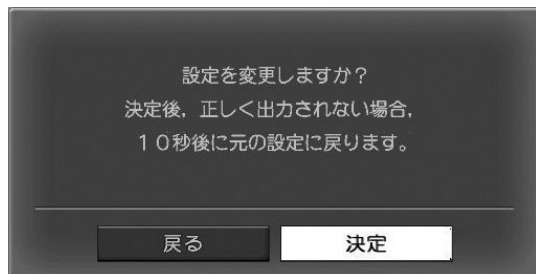 設定を変更しますか？
決定後，正しく出力されない場合，
１０秒後に元の設定に戻ります。
戻る
決定